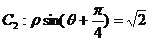 C₂ : ρ sin(θ + π/4) = √2